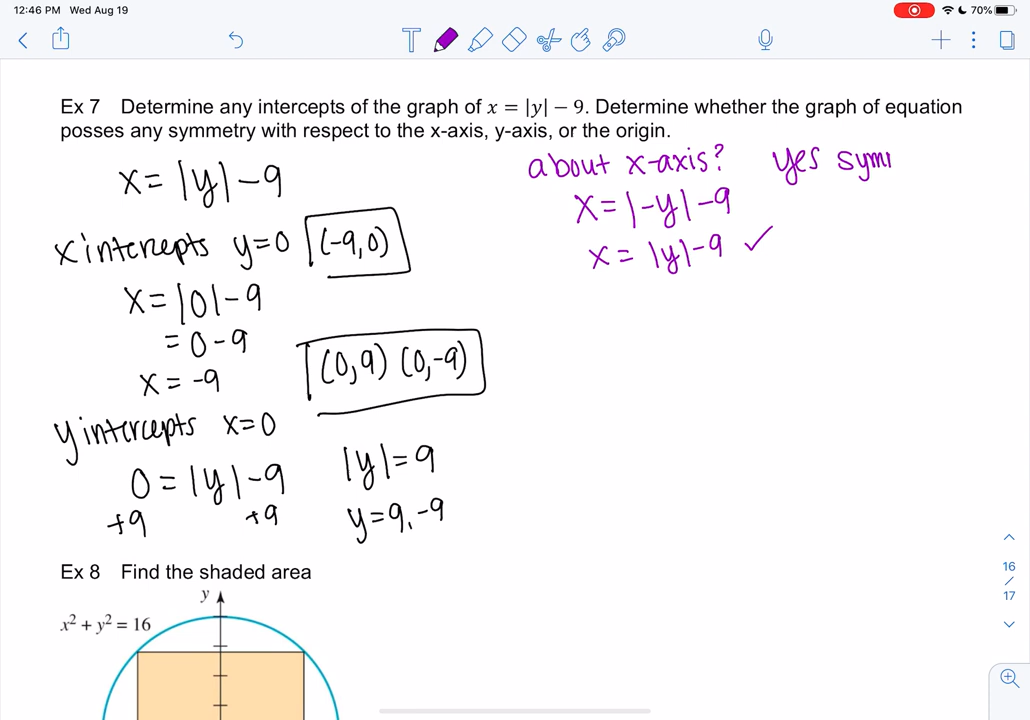 12:46 PM Wed Aug 19
70%
T
Ex 7 Determine any intercepts of the graph of x = |y| − 9. Determine whether the graph of equation
posses any symmetry with respect to the x-axis, y-axis, or the origin.
x = |y| - 9
about x-axis? yes sym
x = |-y| - 9
x = |y| - 9 ✓
x intercepts y = 0 (-9,0)
x = |0| - 9
= 0 - 9
x = -9
(0,9) (0,-9)
y intercepts x = 0
0 = |y| - 9
+9 +9
|y| = 9
y = 9, -9
Ex 8 Find the shaded area
y
x² + y² = 16
16
/
17